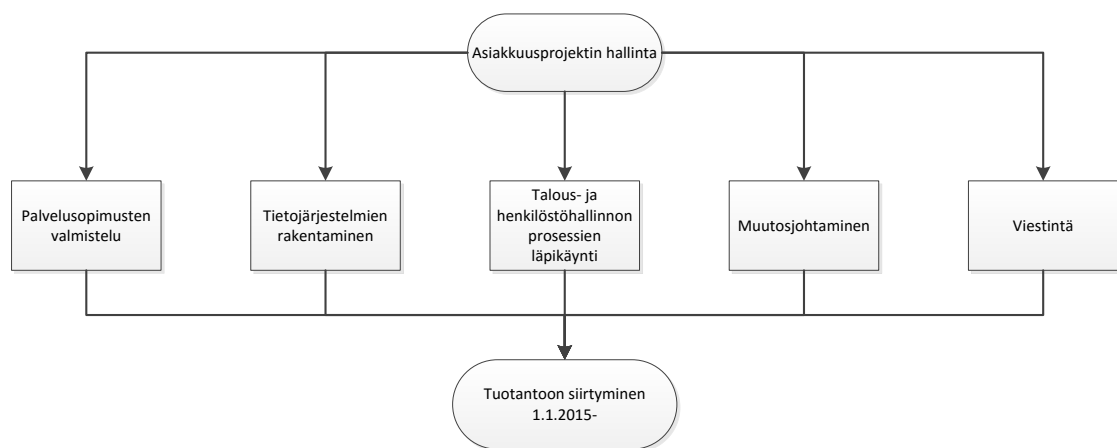 Asiakkuusprojektin hallinta
Palvelusopimusten
valmistelu
Tietojärjestelmien
rakentaminen
Talous- ja
henkilöstöhallinnon
prosessien
läpikäynti
Muutosjohtaminen
Viestintä
Tuotantoon siirtyminen
1.1.2015-